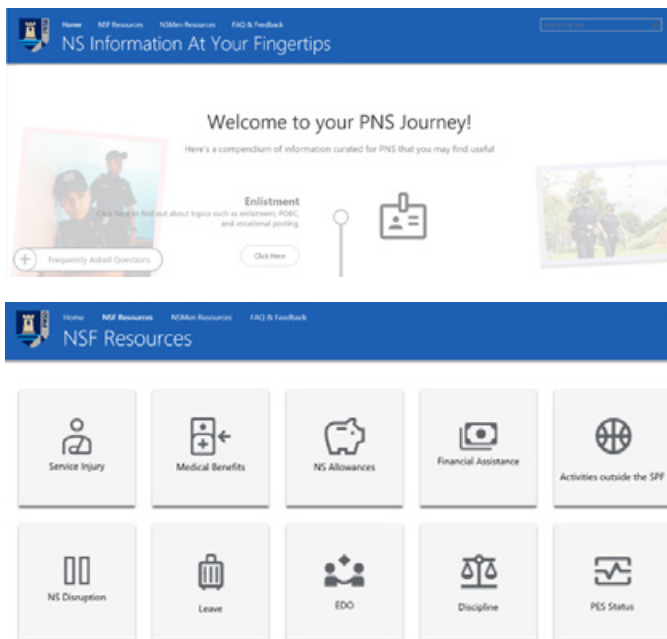 Home NSF Resources NSMen Resources FAQ & Feedback
NS Information At Your Fingertips
Welcome to your PNS Journey!
Here's a compendium of information curated for PNS that you may find useful
Enlistment
Click here to find out about topics such as enlistment, POBC,
and vocational posting.
Click Here
Frequently Asked Questions
Home NSF Resources NSMen Resources FAQ & Feedback
NSF Resources
Service Injury
Medical Benefits
NS Allowances
Financial Assistance
Activities outside the SPF
NS Disruption
Leave
EDO
Discipline
PES Status